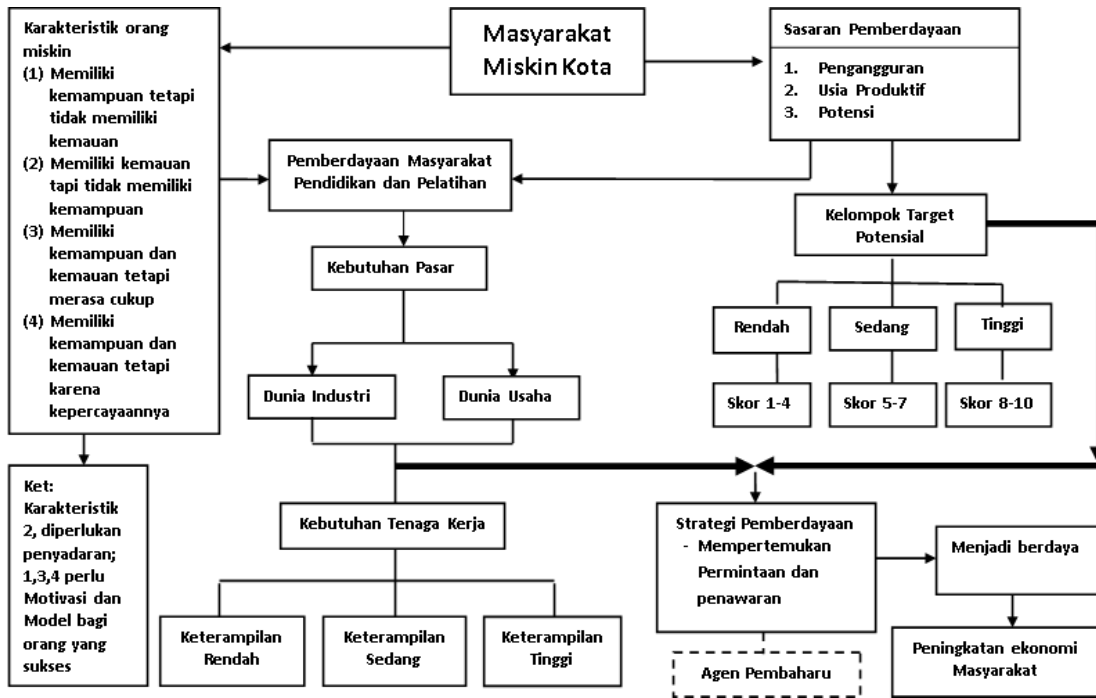 Masyarakat
Miskin Kota
Karakteristik orang
miskin
(1) Memiliki
kemampuan tetapi
tidak memiliki
kemauan
(2) Memiliki kemauan
tapi tidak memiliki
kemampuan
(3) Memiliki
kemampuan dan
kemauan tetapi
merasa cukup
(4) Memiliki
kemampuan dan
kemauan tetapi
karena
kepercayaannya
Ket:
Karakteristik
2, diperlukan
penyadaran;
1,3,4 perlu
Motivasi dan
Model bagi
orang yang
sukses
Sasaran Pemberdayaan
1. Pengangguran
2. Usia Produktif
3. Potensi
Pemberdayaan Masyarakat
Pendidikan dan Pelatihan
Kebutuhan Pasar
Dunia Industri
Dunia Usaha
Kelompok Target
Potensial
Rendah
Sedang
Tinggi
Skor 1-4
Skor 5-7
Skor 8-10
Kebutuhan Tenaga Kerja
Keterampilan
Rendah
Keterampilan
Sedang
Keterampilan
Tinggi
Strategi Pemberdayaan
- Mempertemukan
Permintaan dan
penawaran
Agen Pembaharu
Menjadi berdaya
Peningkatan ekonomi
Masyarakat